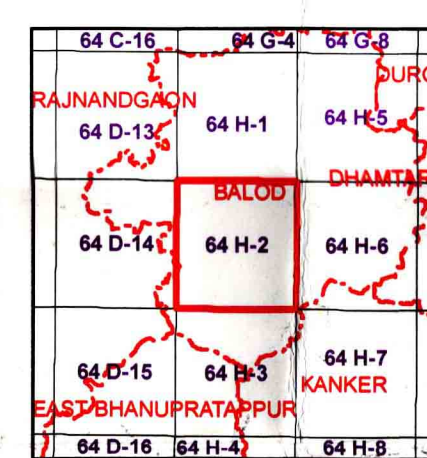 64 C-16 64 G-4 64 G-8
DURG
RAJNANDGAON
64 D-13 64 H-1 64 H-5
BALOD DHAMTAR
64 D-14 64 H-2 64 H-6
64 D-15 64 H-3 64 H-7
KANKER
EAST BHANUPRATAPPUR
64 D-16 64 H-4 64 H-8